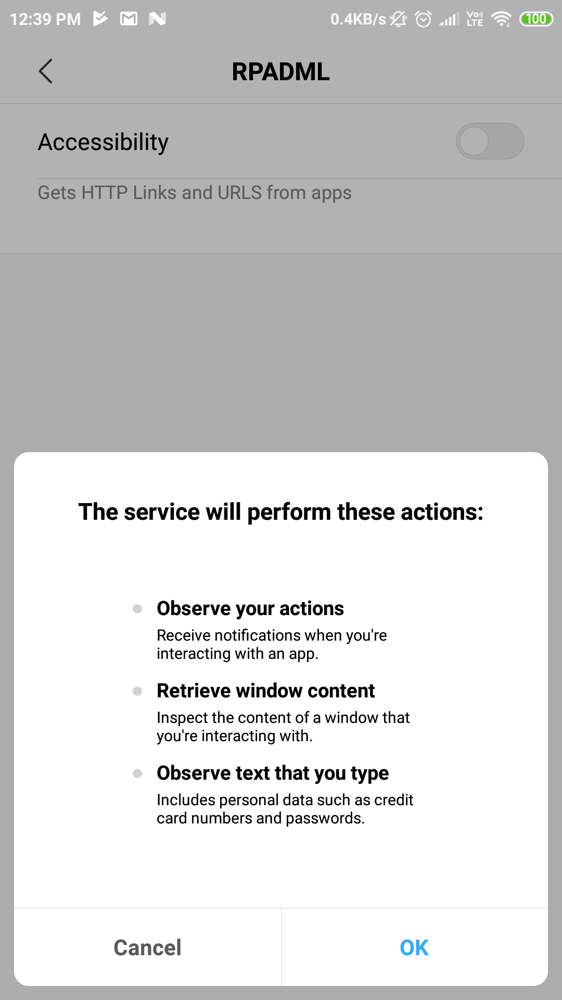 12:39 PM 0.4KB/s Vo)) LTE 100
RPADML
Accessibility
Gets HTTP Links and URLS from apps
The service will perform these actions:
Observe your actions
Receive notifications when you're
interacting with an app.
Retrieve window content
Inspect the content of a window that
you're interacting with.
Observe text that you type
Includes personal data such as credit
card numbers and passwords.
Cancel OK